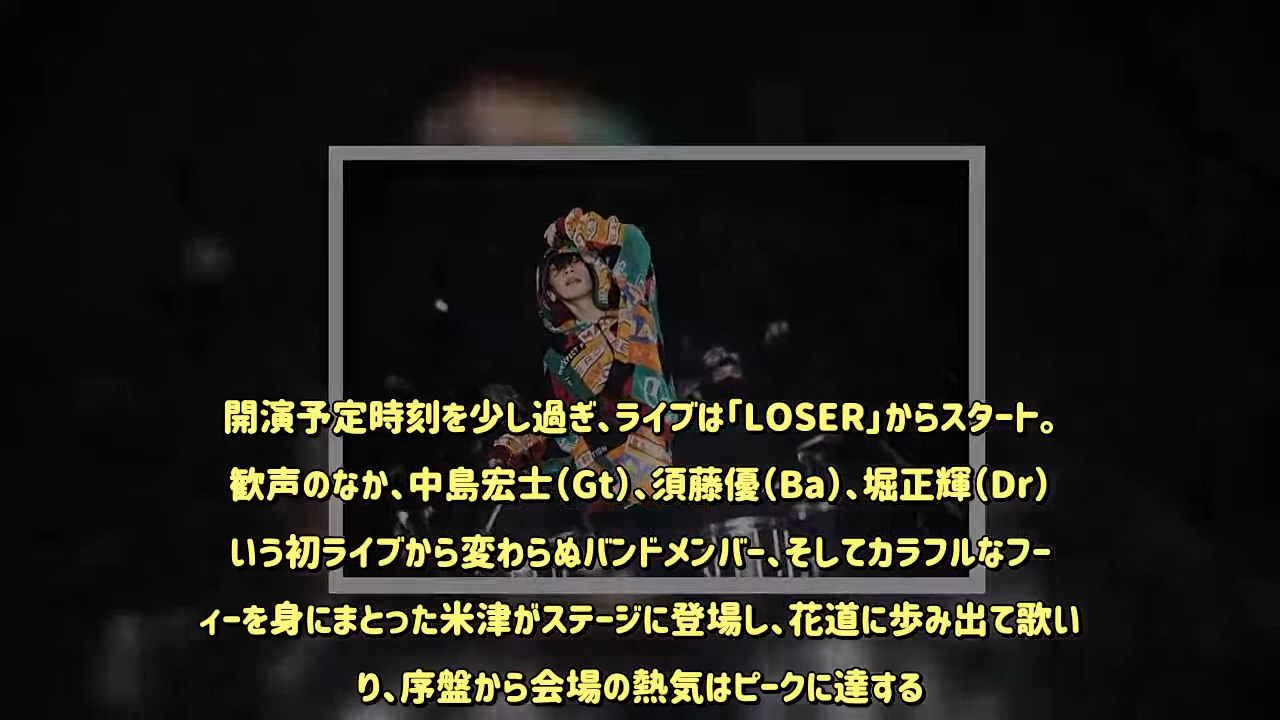 開演予定時刻を少し過ぎ、ライブは「LOSER」からスタート。
歓声のなか、中島宏士（Gt）、須藤優（Ba）、堀正輝（Dr）
いう初ライブから変わらぬバンドメンバー、そしてカラフルなフー
ィーを身にまとった米津がステージに登場し、花道に歩み出て歌い
り、序盤から会場の熱気はピークに達する